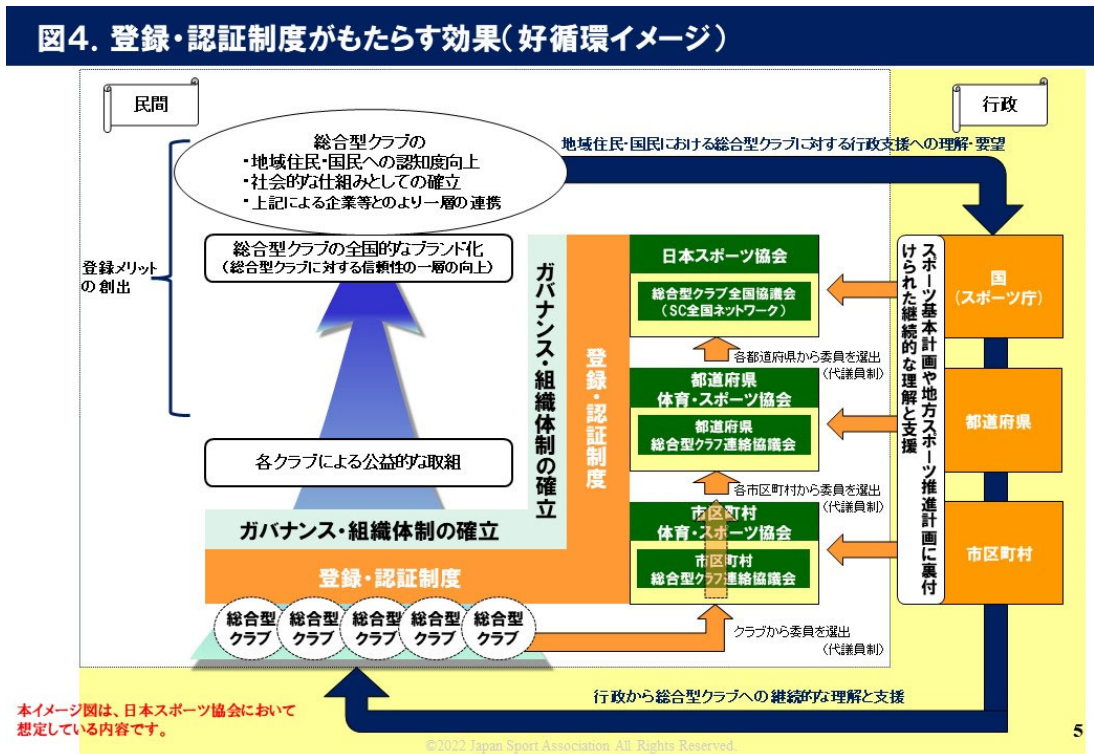 図4. 登録・認証制度がもたらす効果(好循環イメージ)
民間
行政
総合型クラブの
・地域住民・国民への認知度向上
・社会的な仕組みとしての確立
・上記による企業等とのより一層の連携
地域住民・国民における総合型クラブに対する行政支援への理解・要望
登録メリット
の創出
総合型クラブの全国的なブランド化
(総合型クラブに対する信頼性の一層の向上)
各クラブによる公益的な取組
ガバナンス・組織体制の確立
ガバナンス・組織体制の確立
登録・認証制度
登録・認証制度
日本スポーツ協会
総合型クラブ全国協議会
(SC全国ネットワーク)
各都道府県から委員を選出
(代議員制)
都道府県
体育・スポーツ協会
都道府県
総合型クラブ連絡協議会
各市区町村から委員を選出
(代議員制)
市区町村
体育・スポーツ協会
市区町村
総合型クラブ連絡協議会
クラブから委員を選出
(代議員制)
スポーツ基本計画や地方スポーツ推進計画に裏付
けられた継続的な理解と支援
国
(スポーツ庁)
都道府県
市区町村
総合型
クラブ
総合型
クラブ
総合型
クラブ
総合型
クラブ
総合型
クラブ
行政から総合型クラブへの継続的な理解と支援
本イメージ図は、日本スポーツ協会において
想定している内容です。
5
©2022 Japan Sport Association All Rights Reserved.